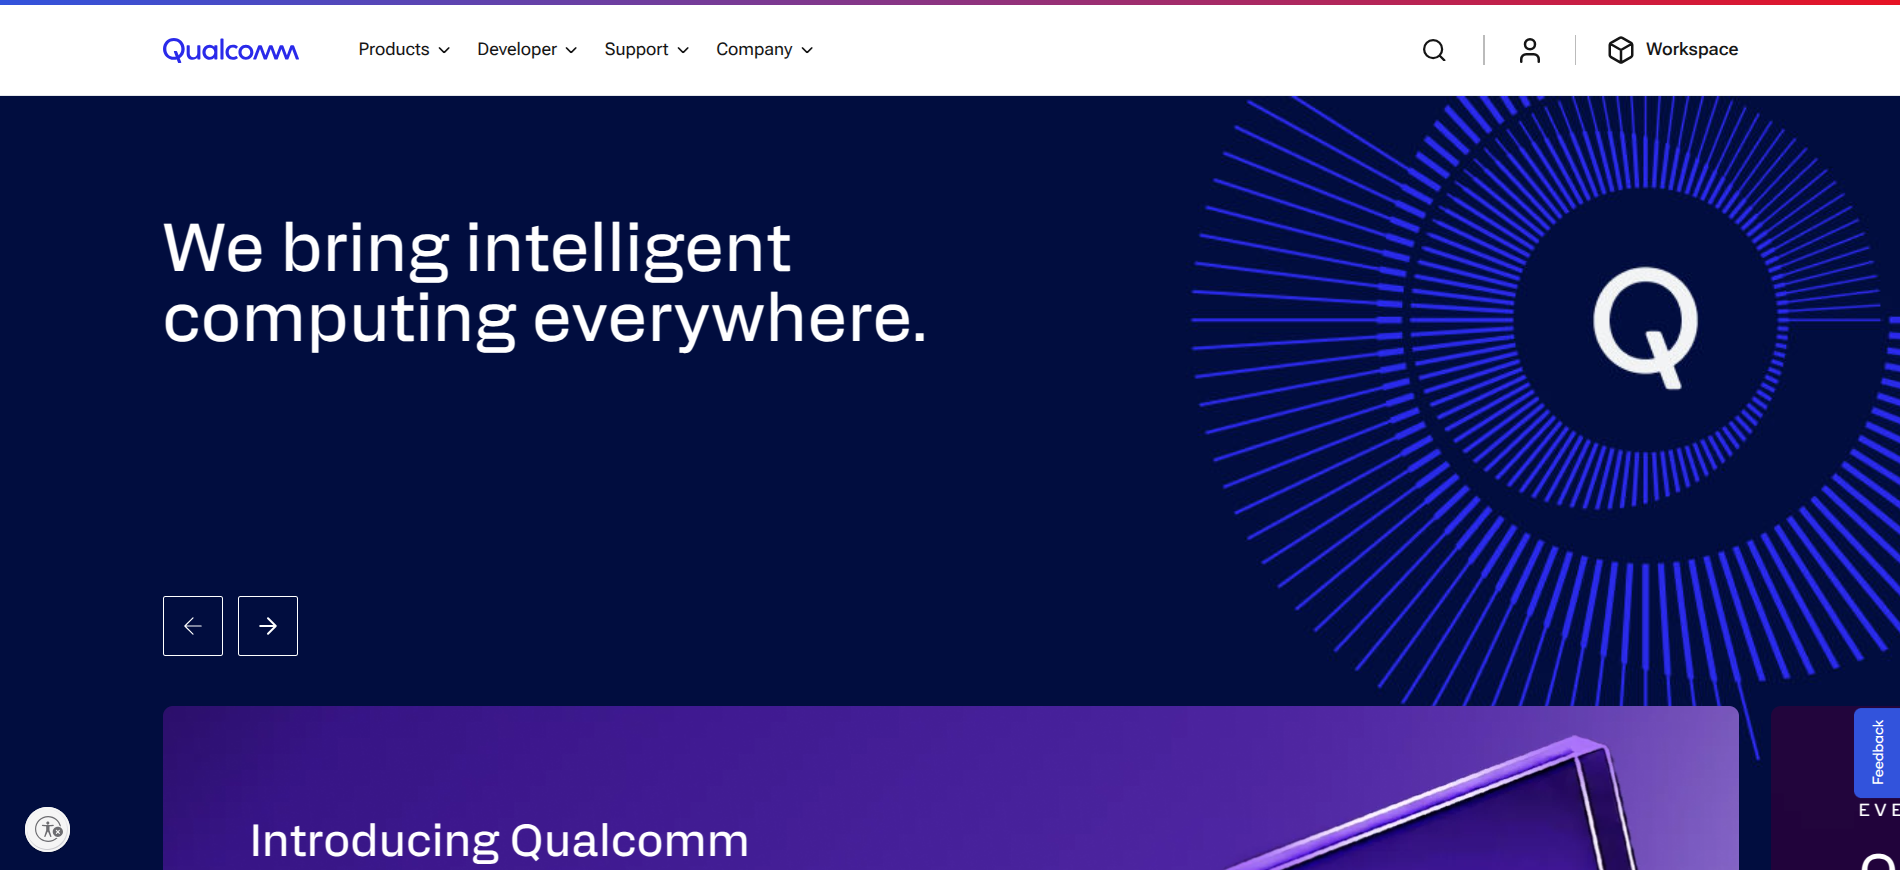 Qualcomm
Products
Developer
Support
Company
Workspace
We bring intelligent
computing everywhere.
Q
Feedback
EVE
Introducing Qualcomm